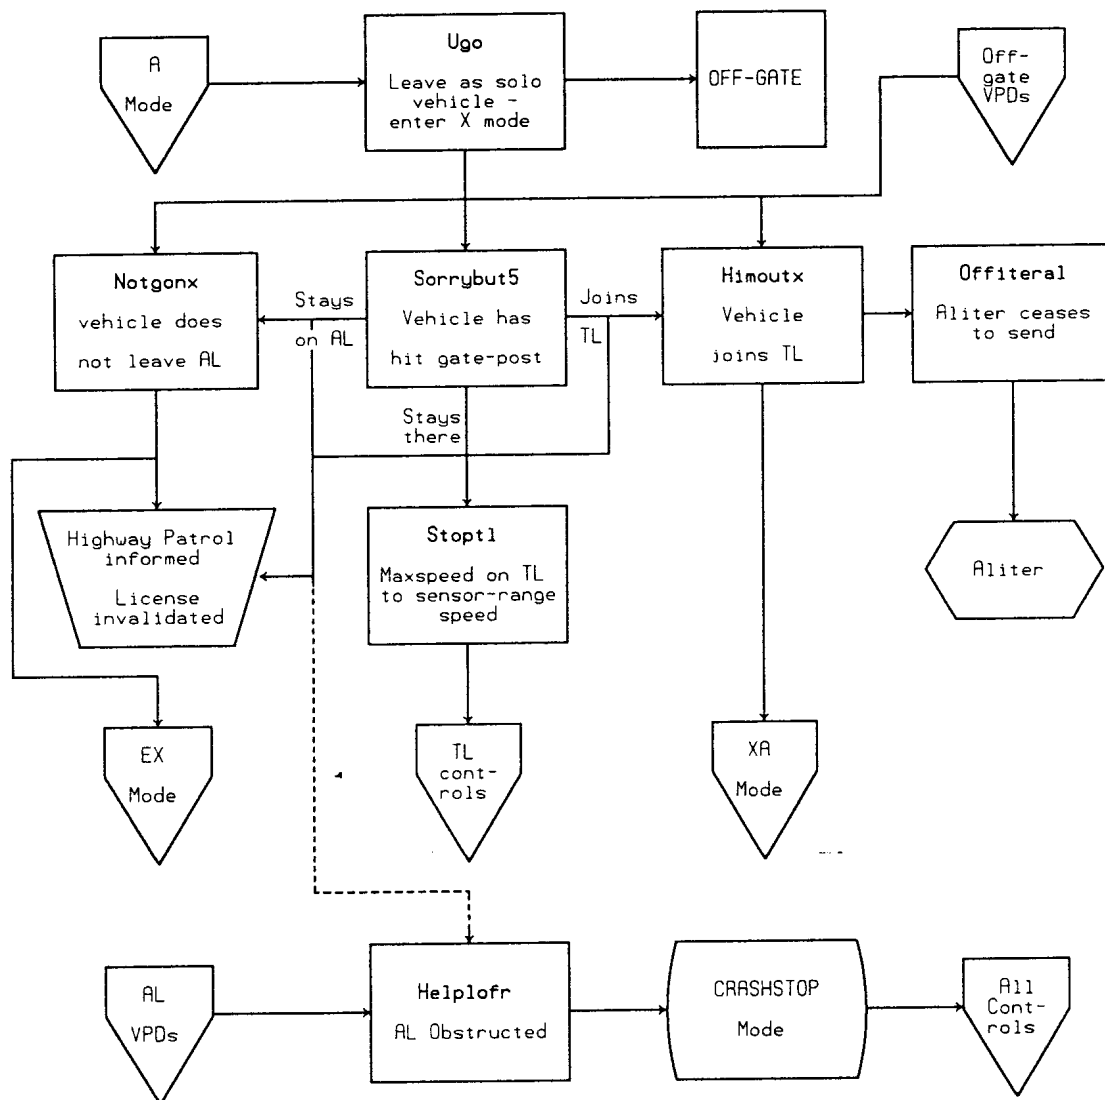 A
Mode
Ugo
Leave as solo
vehicle -
enter X mode
OFF-GATE
Off-
gate
VPDs
Notgonx
vehicle does
not leave AL
Stays
on AL
Sorrybut5
Vehicle has
hit gate-post
Joins
TL
Himoutx
Vehicle
joins TL
Offiteral
Aliter ceases
to send
Stays
there
Highway Patrol
informed
License
invalidated
Stoptl
Maxspeed on TL
to sensor-range
speed
Aliter
EX
Mode
TL
cont-
rols
XA
Mode
AL
VPDs
Helplofr
AL Obstructed
CRASHSTOP
Mode
All
Cont-
rols